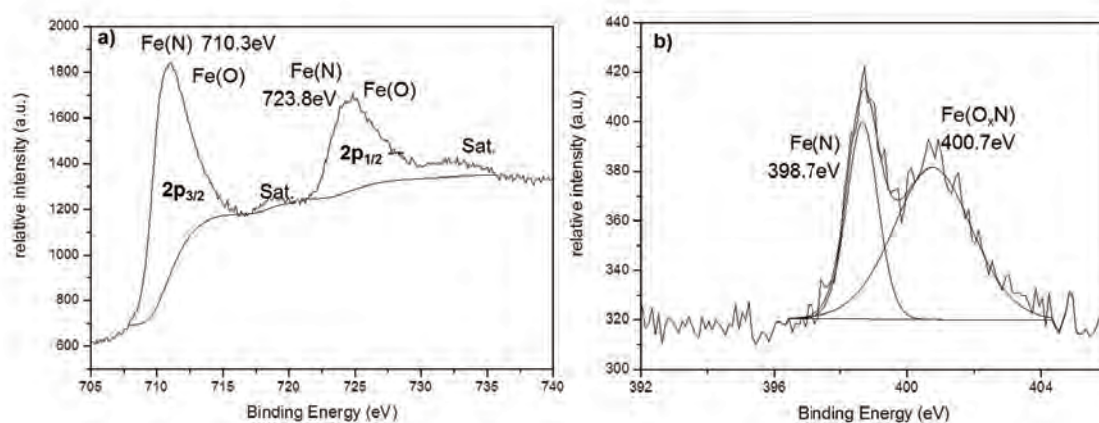 a)
Fe(N) 710.3eV
Fe(O)
Fe(N)
723.8eV
Fe(O)
2p3/2
Sat.
2p1/2
Sat.
relative intensity (a.u.)
2000
1800
1600
1400
1200
1000
800
600
705 710 715 720 725 730 735 740
Binding Energy (eV)
b)
Fe(N)
398.7eV
Fe(OxN)
400.7eV
relative intensity (a.u.)
440
420
400
380
360
340
320
300
392 396 400 404
Binding Energy (eV)